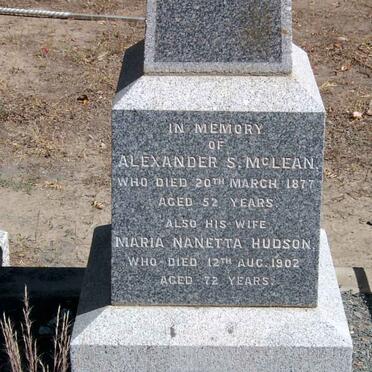 IN MEMORY
OF
ALEXANDER S. McLEAN.
WHO DIED 20TH MARCH 1877
AGED 52 YEARS
ALSO HIS WIFE
MARIA NANETTA HUDSON,
WHO DIED 12TH AUG. 1902
AGED 72 YEARS.